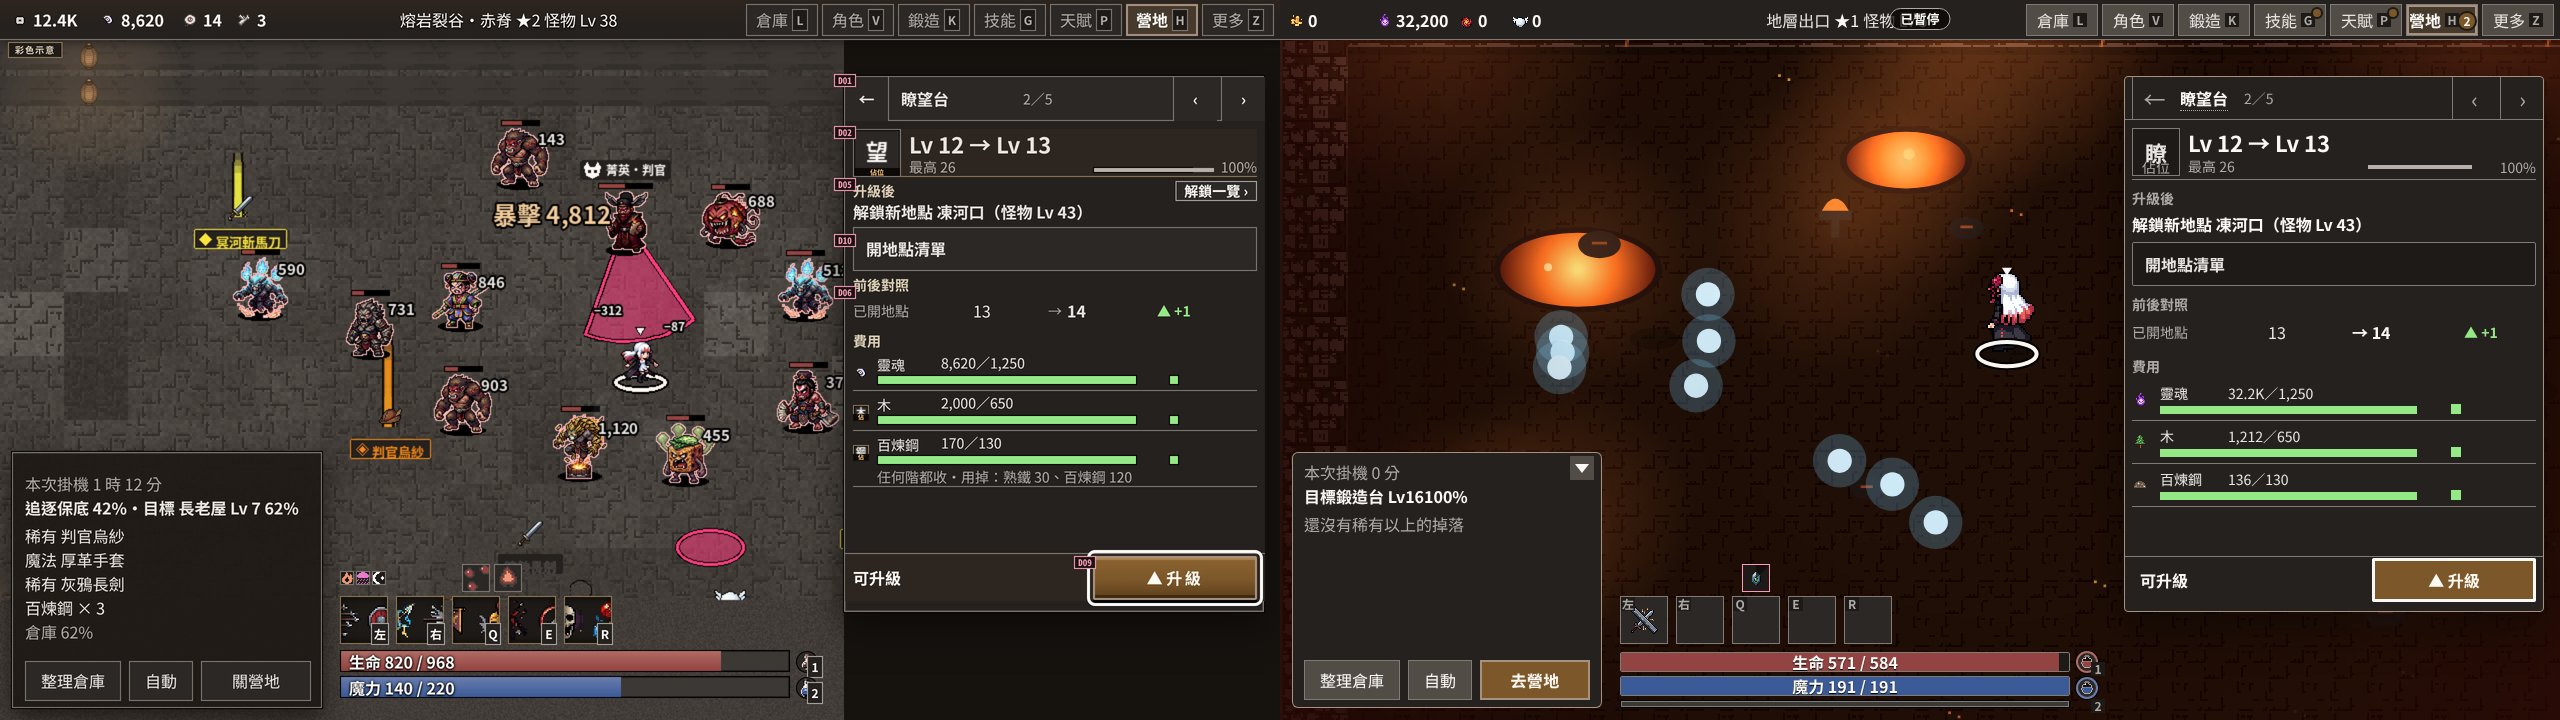 12.4K 8,620 14 3
熔岩裂谷・赤脊 ★2 怪物 Lv 38
倉庫 L 角色 V 鍛造 K 技能 G 天賦 P 營地 H 更多 Z
彩色示意
143
菁英・判官
暴擊 4,812
688
冥河斬馬刀
590
846
731
-312
-87
903
1,120
455
判官烏紗
本次掛機 1 時 12 分
追逐保底 42%・目標 長老屋 Lv 7 62%
稀有 判官烏紗
魔法 厚革手套
稀有 灰鴉長劍
百煉鋼 × 3
倉庫 62%
整理倉庫 自動 關營地
左 右 Q E R
生命 820 / 968 1
魔力 140 / 220 2
D01
← 瞭望台 2／5 ‹ ›
D02
望
佔位
Lv 12 → Lv 13
最高 26 100%
D05
升級後 解鎖一覽 ›
解鎖新地點 凍河口（怪物 Lv 43）
D10
開地點清單
D06
前後對照
已開地點 13 → 14 ▲ +1
費用
靈魂 8,620／1,250
木 2,000／650
百煉鋼 170／130
任何階都收・用掉：熟鐵 30、百煉鋼 120
D09
可升級 ▲ 升級
0 32,200 0 0
地層出口 ★1 怪物 已暫停
倉庫 L 角色 V 鍛造 K 技能 G 天賦 P 營地 H 2 更多 Z
本次掛機 0 分
目標鍛造台 Lv16100%
還沒有稀有以上的掉落
整理倉庫 自動 去營地
左 右 Q E R
生命 571 / 584 1
魔力 191 / 191
2
← 瞭望台 2／5 ‹ ›
瞭
佔位
Lv 12 → Lv 13
最高 26 100%
升級後
解鎖新地點 凍河口（怪物 Lv 43）
開地點清單
前後對照
已開地點 13 → 14 ▲ +1
費用
靈魂 32.2K／1,250
木 1,212／650
百煉鋼 136／130
可升級 ▲ 升級